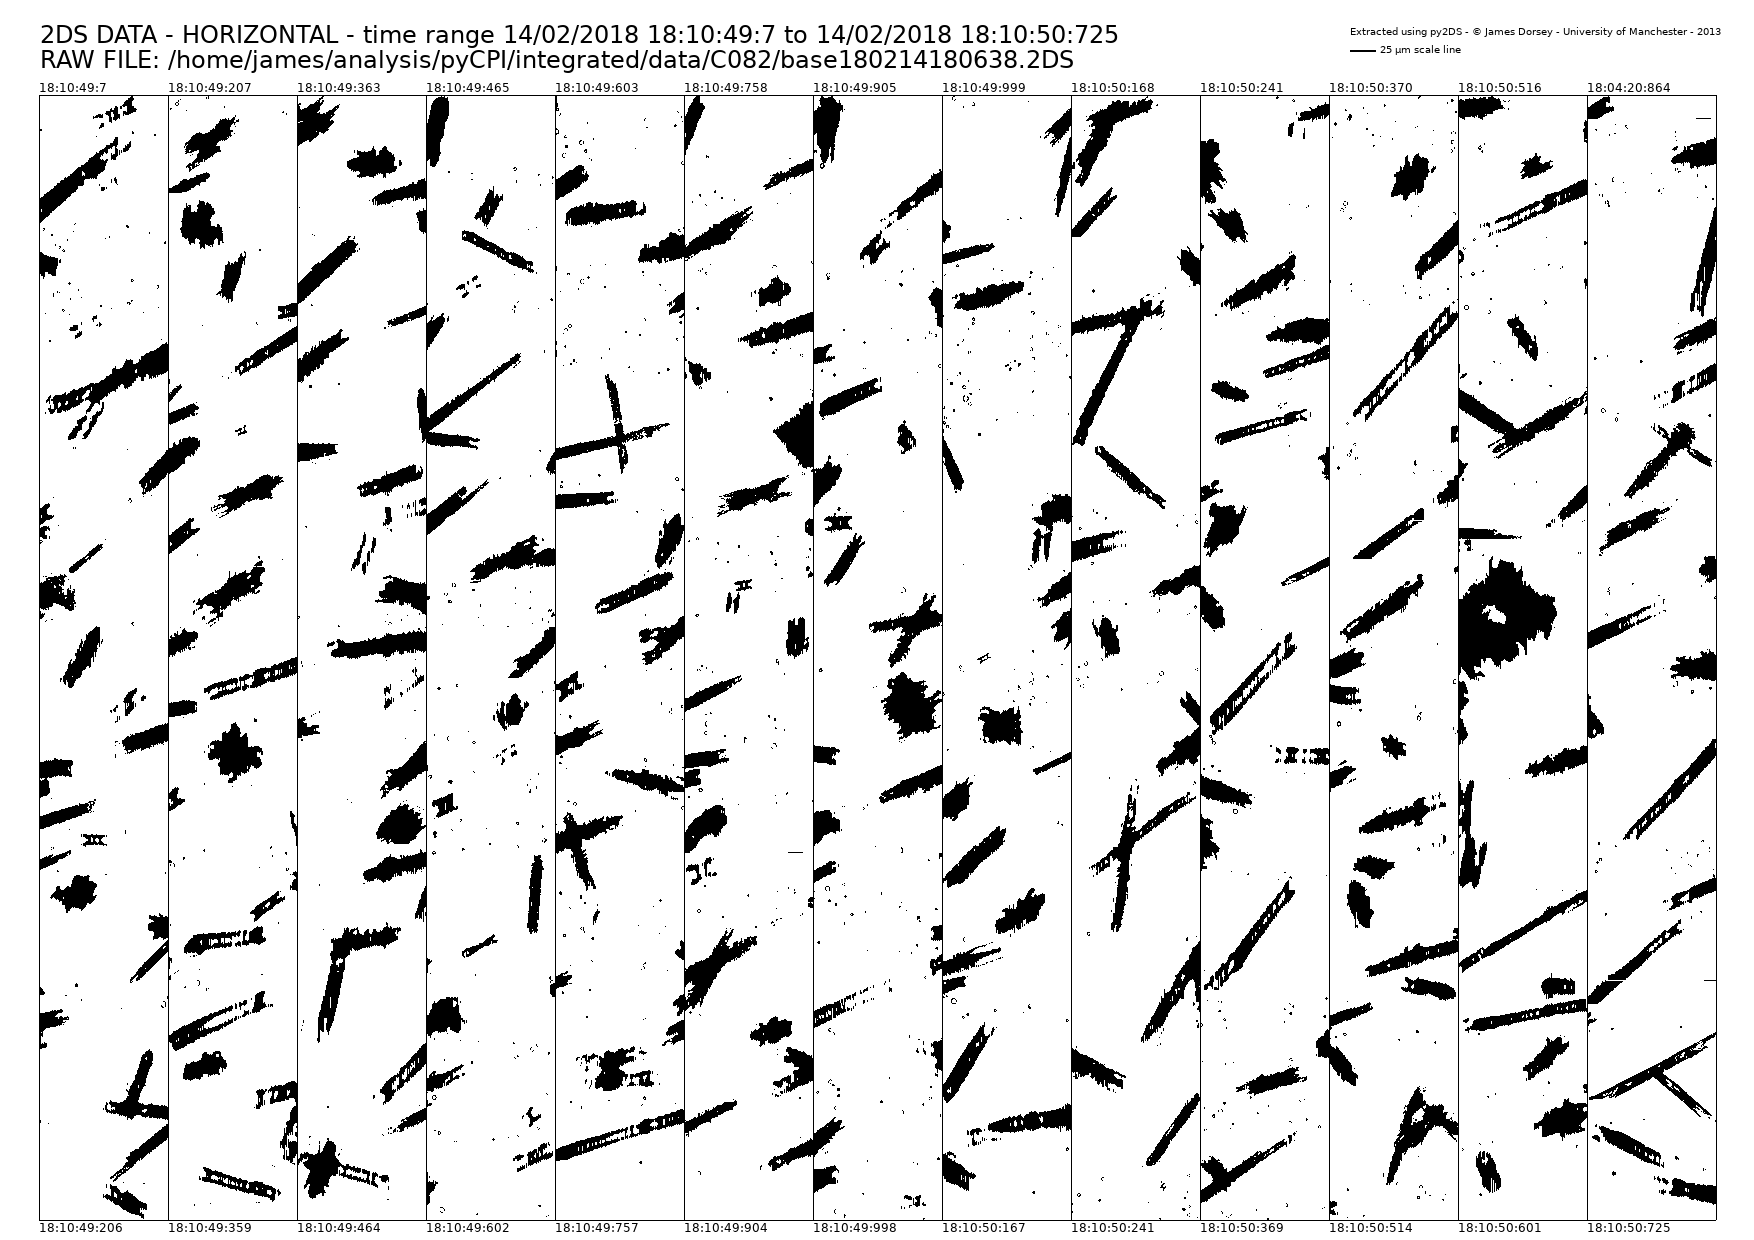 2DS DATA - HORIZONTAL - time range 14/02/2018 18:10:49:7 to 14/02/2018 18:10:50:725
RAW FILE: /home/james/analysis/pyCPI/integrated/data/C082/base180214180638.2DS
Extracted using py2DS - © James Dorsey - University of Manchester - 2013
25 µm scale line
18:10:49:7 18:10:49:207 18:10:49:363 18:10:49:465 18:10:49:603 18:10:49:758 18:10:49:905 18:10:49:999 18:10:50:168 18:10:50:241 18:10:50:370 18:10:50:516 18:04:20:864
18:10:49:206 18:10:49:359 18:10:49:464 18:10:49:602 18:10:49:757 18:10:49:904 18:10:49:998 18:10:50:167 18:10:50:241 18:10:50:369 18:10:50:514 18:10:50:601 18:10:50:725